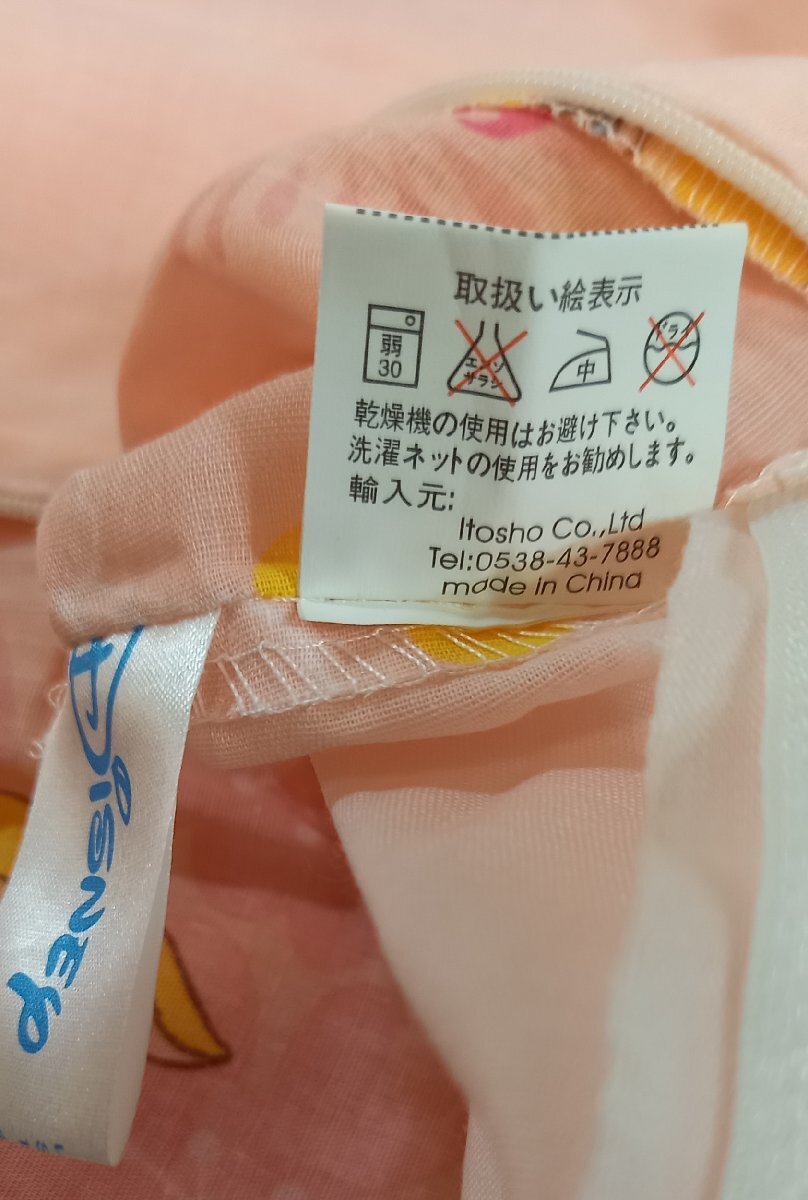 取扱い絵表示
弱
30
エンソ
サラシ
中
ドライ
乾燥機の使用はお避け下さい。
洗濯ネットの使用をお勧めします。
輸入元:
Itosho Co.,Ltd
Tel:0538-43-7888
made in China
Disney